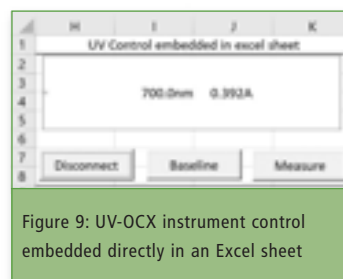 H I J K
1 UV Control embedded in excel sheet
2
3
4 700.0nm 0.392A
5
6
7 Disconnect Baseline Measure
8
Figure 9: UV-OCX instrument control
embedded directly in an Excel sheet